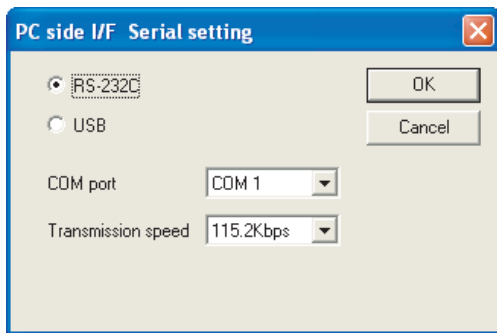 PC side I/F Serial setting
RS-232C
OK
USB
Cancel
COM port
COM 1
Transmission speed
115.2Kbps